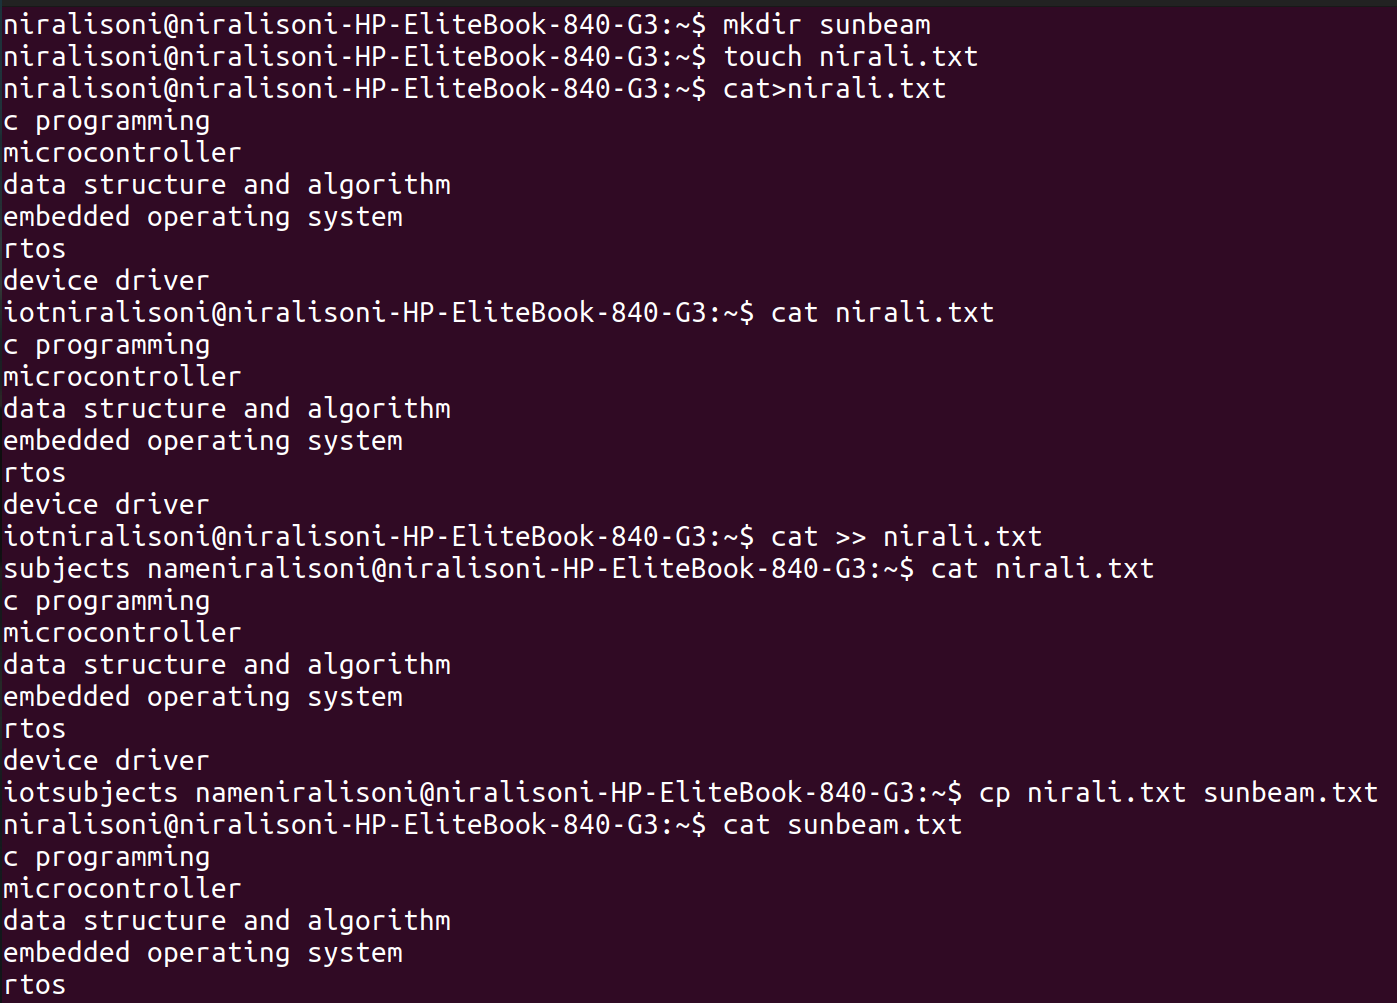 niralisoni@niralisoni-HP-EliteBook-840-G3:~$ mkdir sunbeam
niralisoni@niralisoni-HP-EliteBook-840-G3:~$ touch nirali.txt
niralisoni@niralisoni-HP-EliteBook-840-G3:~$ cat>nirali.txt
c programming
microcontroller
data structure and algorithm
embedded operating system
rtos
device driver
iotniralisoni@niralisoni-HP-EliteBook-840-G3:~$ cat nirali.txt
c programming
microcontroller
data structure and algorithm
embedded operating system
rtos
device driver
iotniralisoni@niralisoni-HP-EliteBook-840-G3:~$ cat >> nirali.txt
subjects nameniralisoni@niralisoni-HP-EliteBook-840-G3:~$ cat nirali.txt
c programming
microcontroller
data structure and algorithm
embedded operating system
rtos
device driver
iotsubjects nameniralisoni@niralisoni-HP-EliteBook-840-G3:~$ cp nirali.txt sunbeam.txt
niralisoni@niralisoni-HP-EliteBook-840-G3:~$ cat sunbeam.txt
c programming
microcontroller
data structure and algorithm
embedded operating system
rtos